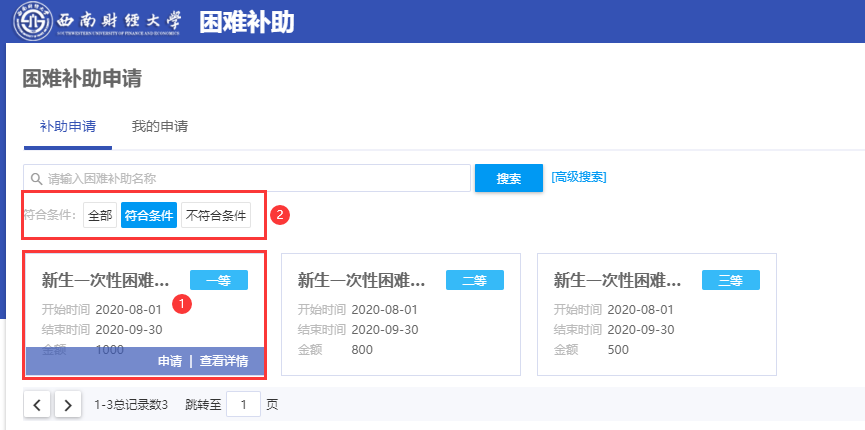 西南财经大学 困难补助
SOUTHWESTERN UNIVERSITY OF FINANCE AND ECONOMICS
困难补助申请
补助申请 我的申请
请输入困难补助名称 搜索 [高级搜索]
符合条件: 全部 符合条件 不符合条件 2
新生一次性困难... 一等
开始时间 2020-08-01 1
结束时间 2020-09-30
金额 1000
申请 | 查看详情
新生一次性困难... 二等
开始时间 2020-08-01
结束时间 2020-09-30
金额 800
新生一次性困难... 三等
开始时间 2020-08-01
结束时间 2020-09-30
金额 500
1-3总记录数3 跳转至 1 页